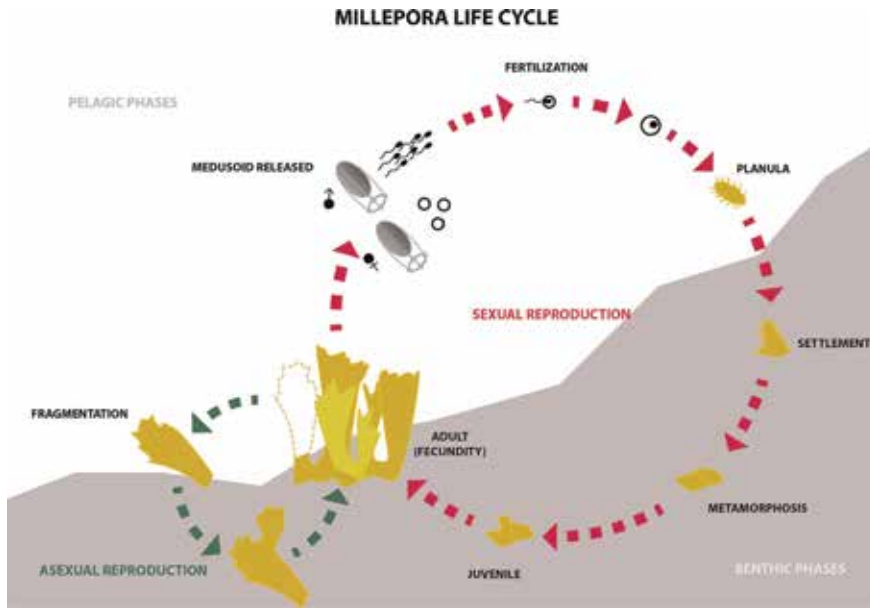 MILLEPORA LIFE CYCLE
FERTILIZATION
PELAGIC PHASES
MEDUSOID RELEASED
PLANULA
SEXUAL REPRODUCTION
SETTLEMENT
FRAGMENTATION
ADULT
(FECUNDITY)
METAMORPHOSIS
ASEXUAL REPRODUCTION
JUVENILE
BENTHIC PHASES